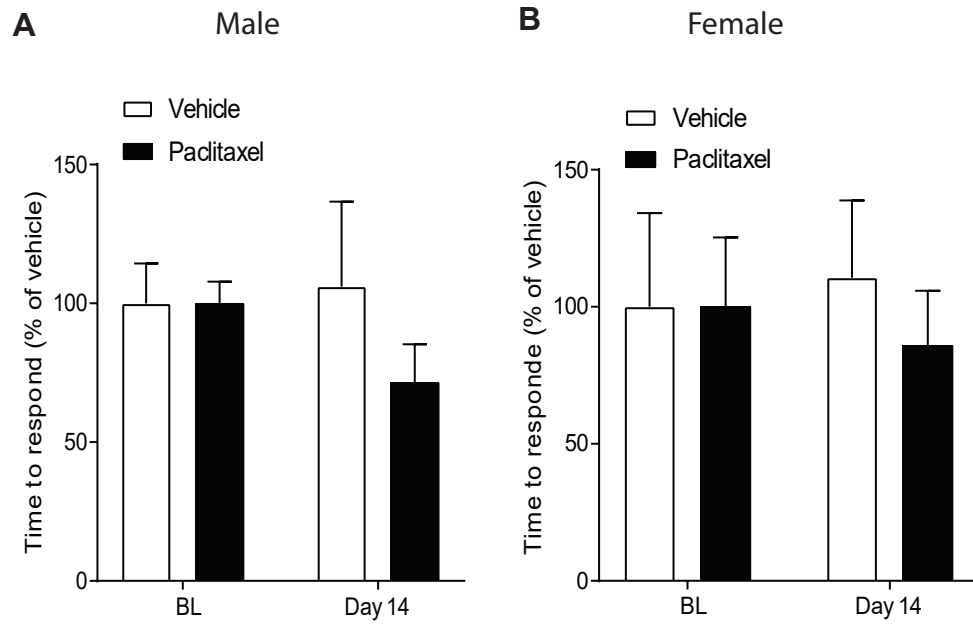 A
Male
Vehicle
Paclitaxel
Time to respond (% of vehicle)
150
100
50
0
BL
Day 14
B
Female
Vehicle
Paclitaxel
Time to responde (% of vehicle)
150
100
50
0
BL
Day 14